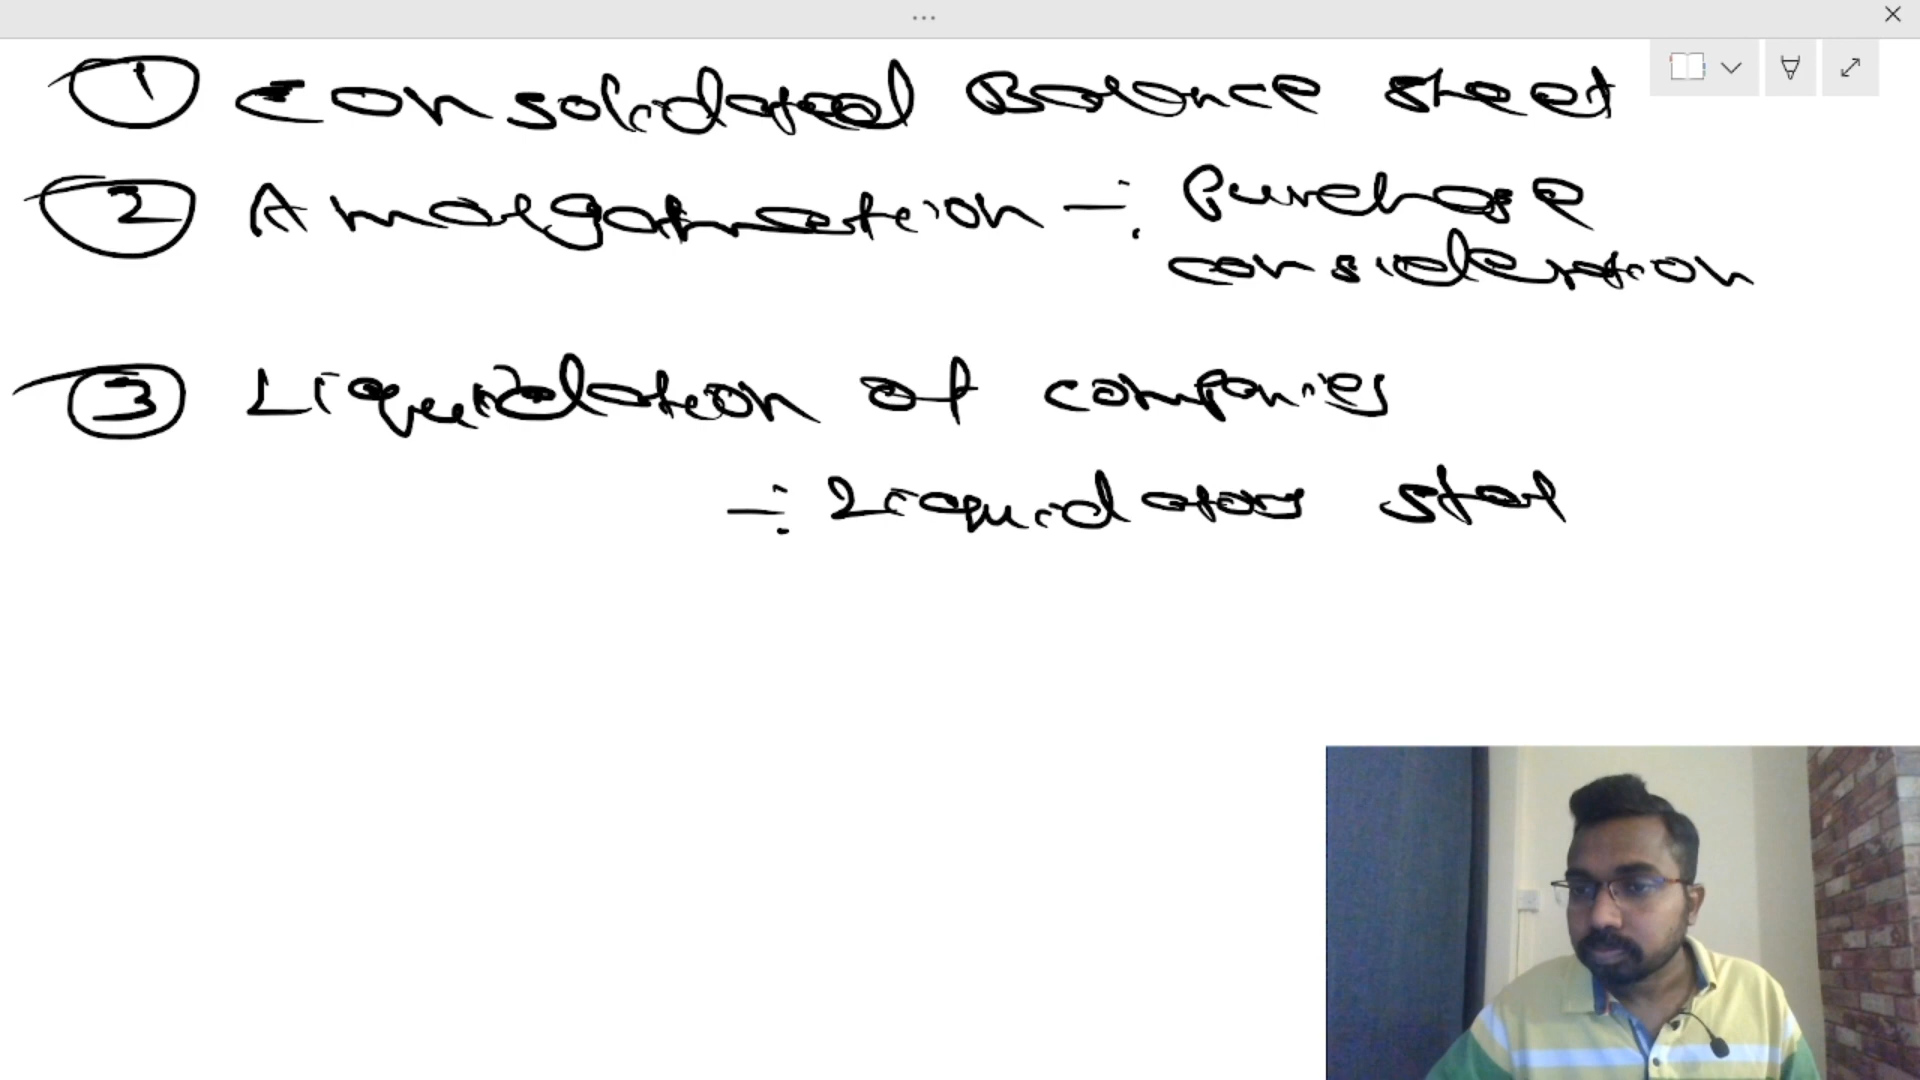 1 Consolidated Balance Sheet
2 Amalgamation -: Purchase
consideration
3 Liquidation of companies
-: Liquidators stat